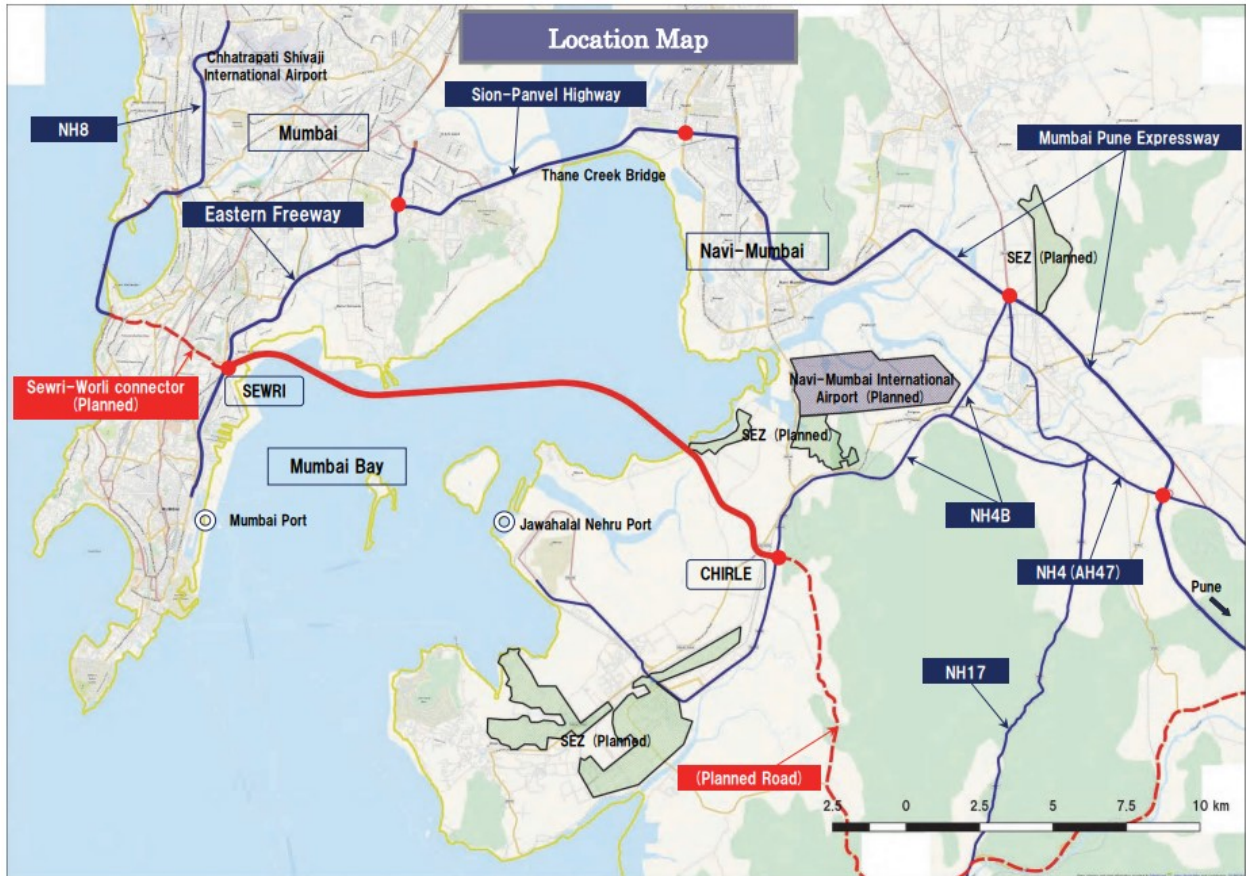 Location Map
Chhatrapati Shivaji
International Airport
Sion-Panvel Highway
NH8
Mumbai
Mumbai Pune Expressway
Thane Creek Bridge
Eastern Freeway
Navi-Mumbai
SEZ (Planned)
Sewri-Worli connector
(Planned)
SEWRI
Navi-Mumbai International
Airport (Planned)
SEZ (Planned)
Mumbai Bay
Mumbai Port
Jawahalal Nehru Port
NH4B
CHIRLE
NH4(AH47)
Pune
NH17
SEZ (Planned)
(Planned Road)
2.5 0 2.5 5 7.5 10 km